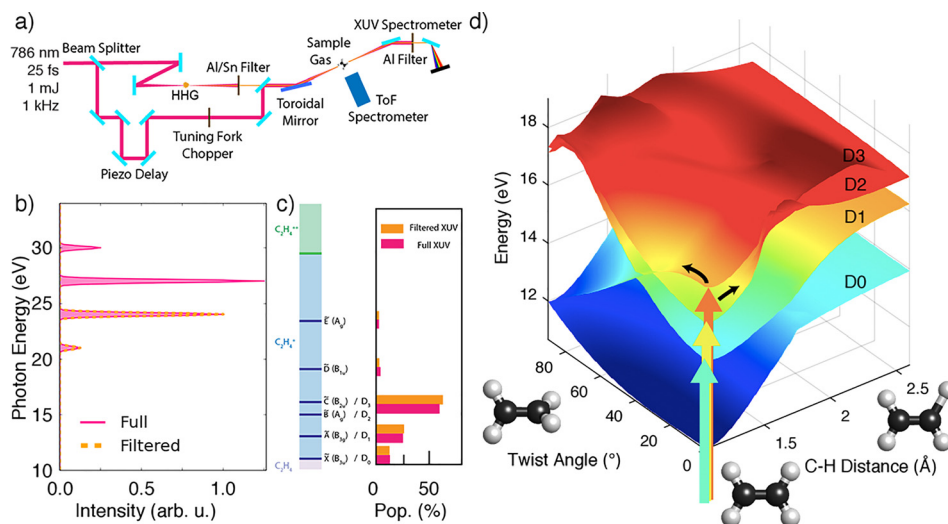 a)
786 nm
25 fs
1 mJ
1 kHz
Beam Splitter
Al/Sn Filter
HHG
Tuning Fork
Chopper
Piezo Delay
Toroidal
Mirror
Sample
Gas
XUV Spectrometer
Al Filter
ToF
Spectrometer
b)
Photon Energy (eV)
30
25
20
15
10
0.0
0.5
1.0
Intensity (arb. u.)
Full
Filtered
c)
C₂H₄⁺⁺
C₂H₄⁺
C₂H₄
Ẽ (Ag)
D̃ (B3u)
C̃ (B2u) / D3
B̃ (Ag) / D2
Ã (B3g) / D1
X̃ (B3u) / D0
Filtered XUV
Full XUV
0
50
Pop. (%)
d)
Energy (eV)
18
16
14
12
D3
D2
D1
D0
80
60
40
20
0
Twist Angle (°)
1.5
2
2.5
C-H Distance (Å)